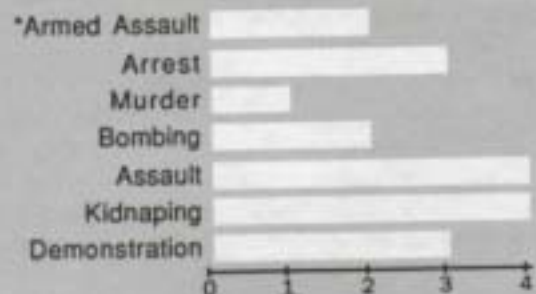 *Armed Assault
Arrest
Murder
Bombing
Assault
Kidnaping
Demonstration
0 1 2 3 4